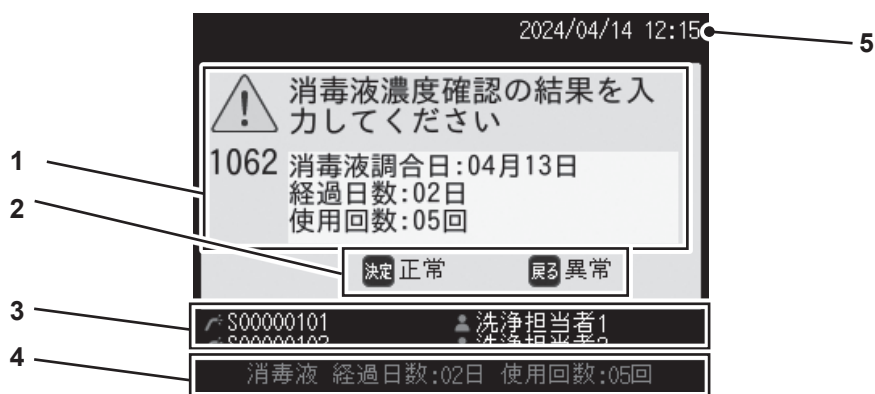 2024/04/14 12:15
5
消毒液濃度確認の結果を入
力してください
1062
消毒液調合日:04月13日
経過日数:02日
使用回数:05回
1
2
決定 正常 戻る 異常
3
S00000101 洗浄担当者1
4
消毒液 経過日数:02日 使用回数:05回